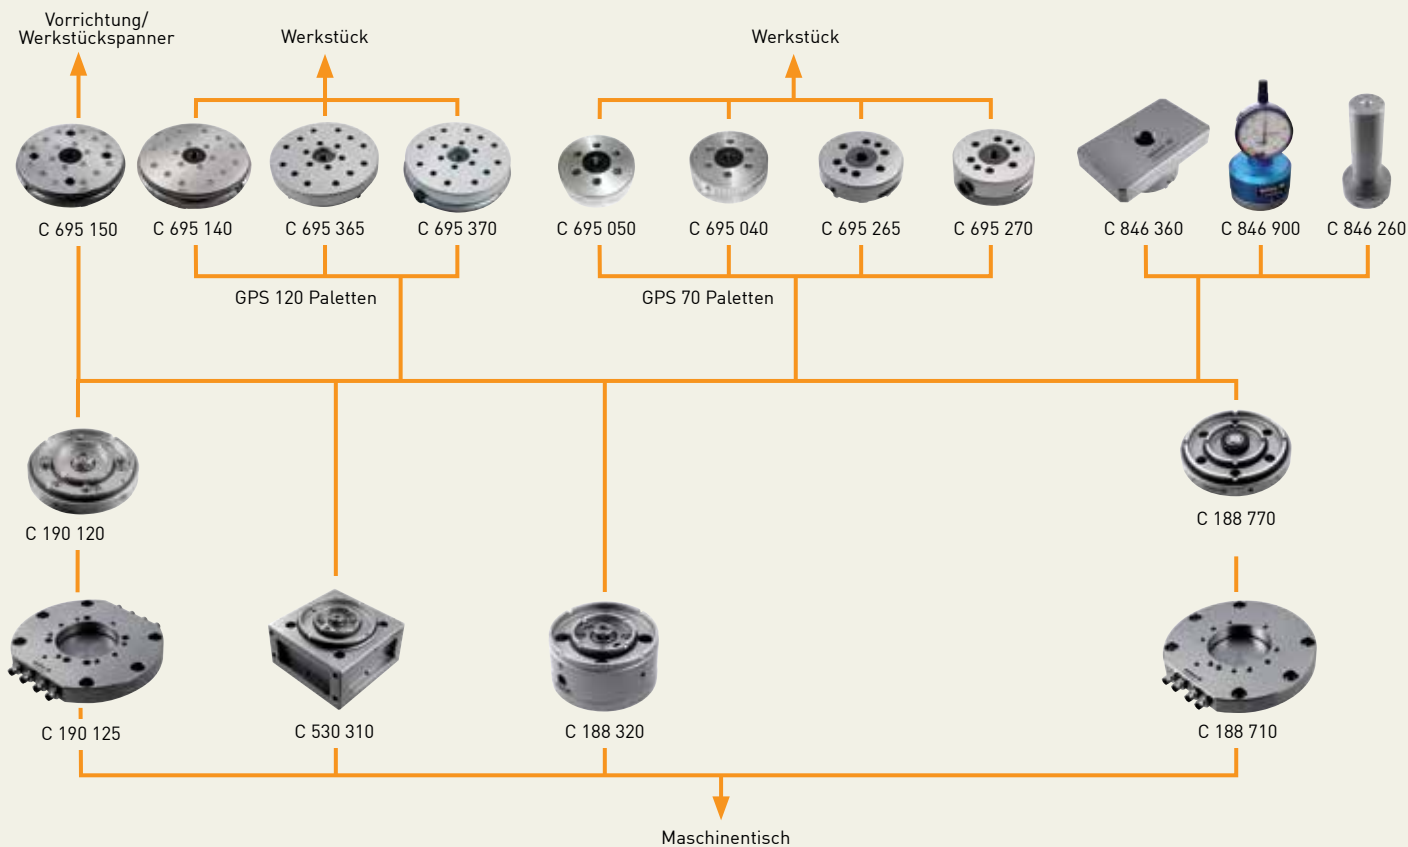 Vorrichtung/
Werkstückspanner
Werkstück
Werkstück
C 695 150
C 695 140
C 695 365
C 695 370
C 695 050
C 695 040
C 695 265
C 695 270
C 846 360
C 846 900
C 846 260
GPS 120 Paletten
GPS 70 Paletten
C 190 120
C 188 770
C 190 125
C 530 310
C 188 320
C 188 710
Maschinentisch